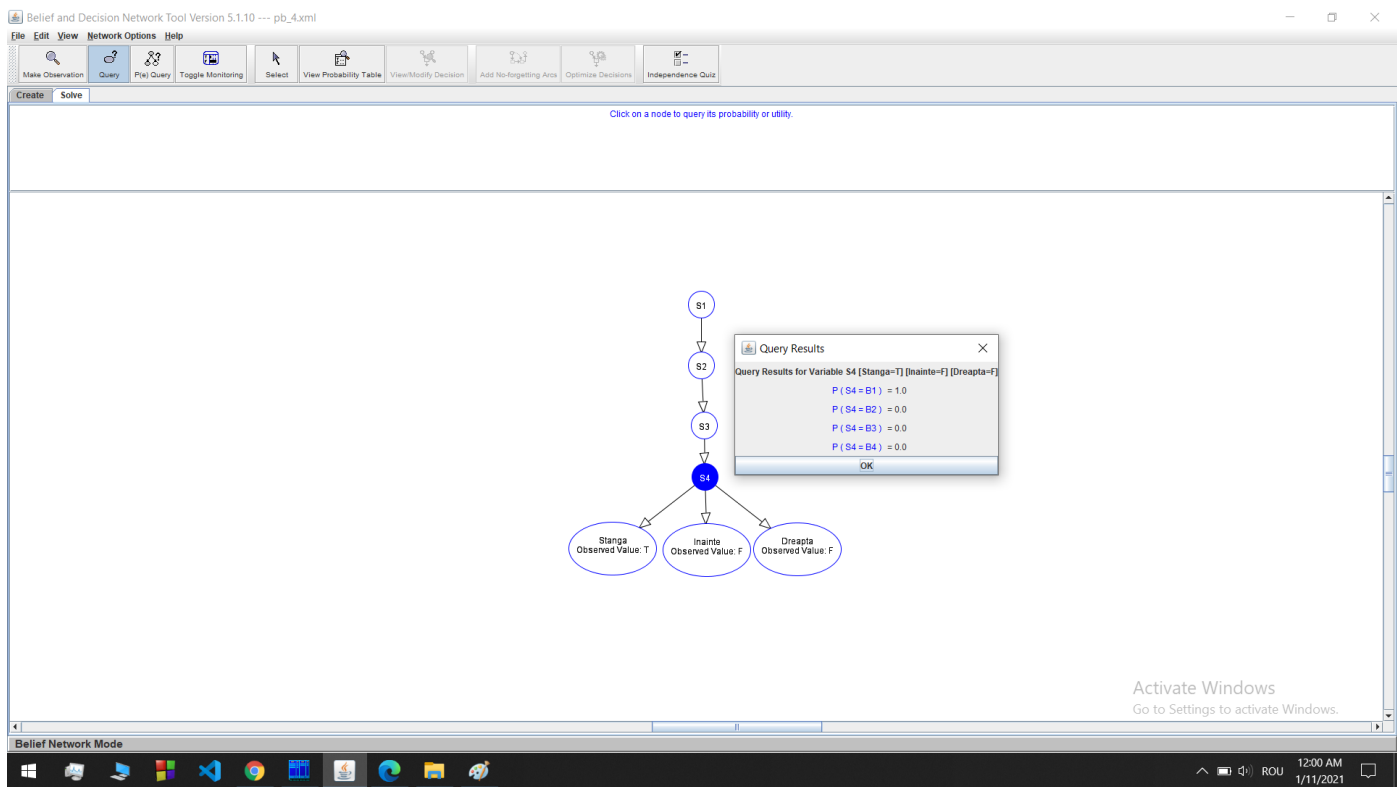 Belief and Decision Network Tool Version 5.1.10 --- pb_4.xml
File Edit View Network Options Help
Make Observation Query P(e) Query Toggle Monitoring Select View Probability Table View/Modify Decision Add No-forgetting Arcs Optimize Decisions Independence Quiz
Create Solve
Click on a node to query its probability or utility.
S1
S2
S3
S4
Query Results
Query Results for Variable S4 [Stanga=T] [Inainte=F] [Dreapta=F]
P ( S4 = B1 ) = 1.0
P ( S4 = B2 ) = 0.0
P ( S4 = B3 ) = 0.0
P ( S4 = B4 ) = 0.0
OK
Stanga
Observed Value: T
Inainte
Observed Value: F
Dreapta
Observed Value: F
Activate Windows
Go to Settings to activate Windows.
Belief Network Mode
ROU
12:00 AM
1/11/2021